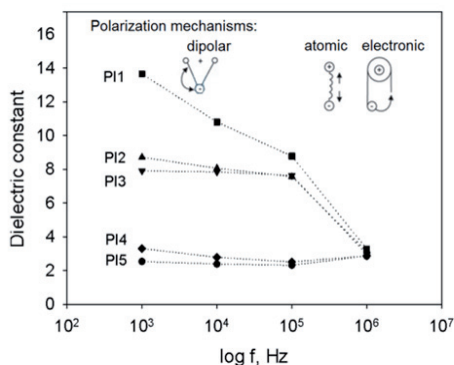 Polarization mechanisms:
dipolar
atomic electronic
16
14
12
10
8
6
4
2
0
Dielectric constant
PI1
PI2
PI3
PI4
PI5
10² 10³ 10⁴ 10⁵ 10⁶ 10⁷
log f, Hz